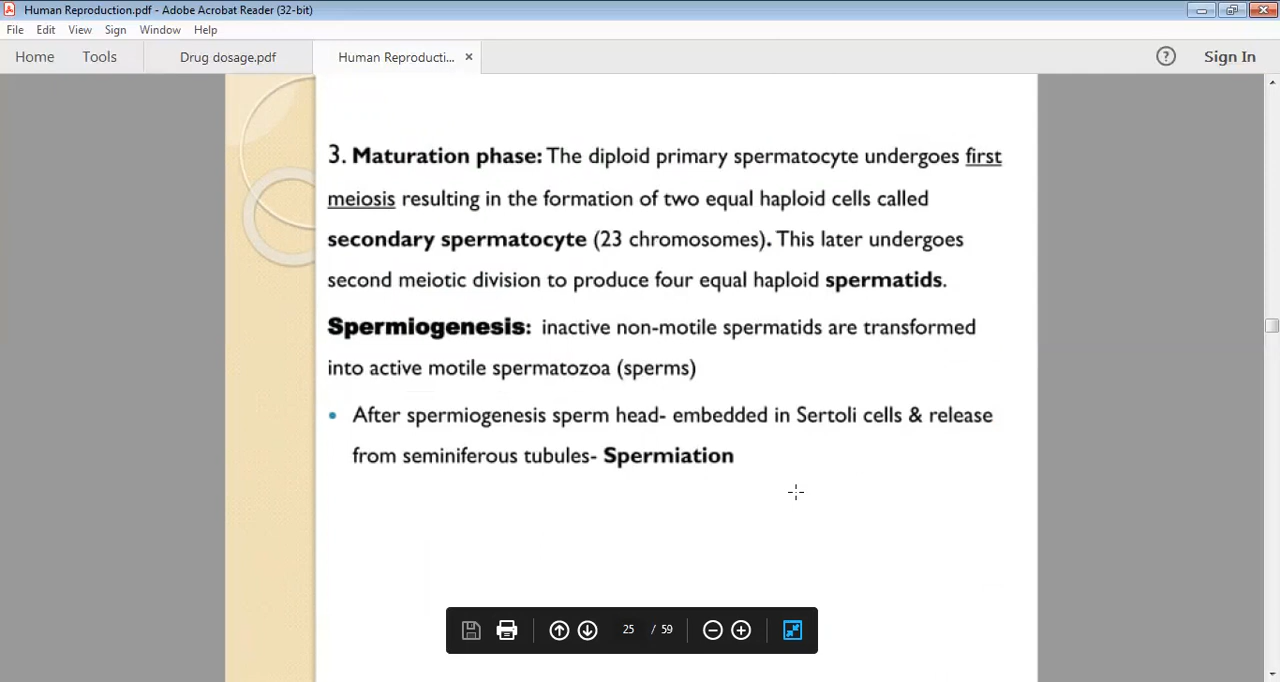 Human Reproduction.pdf - Adobe Acrobat Reader (32-bit)
File Edit View Sign Window Help
Home Tools Drug dosage.pdf Human Reproducti... × ? Sign In
3. Maturation phase: The diploid primary spermatocyte undergoes first
meiosis resulting in the formation of two equal haploid cells called
secondary spermatocyte (23 chromosomes). This later undergoes
second meiotic division to produce four equal haploid spermatids.
Spermiogenesis: inactive non-motile spermatids are transformed
into active motile spermatozoa (sperms)
• After spermiogenesis sperm head- embedded in Sertoli cells & release
from seminiferous tubules- Spermiation
25 / 59